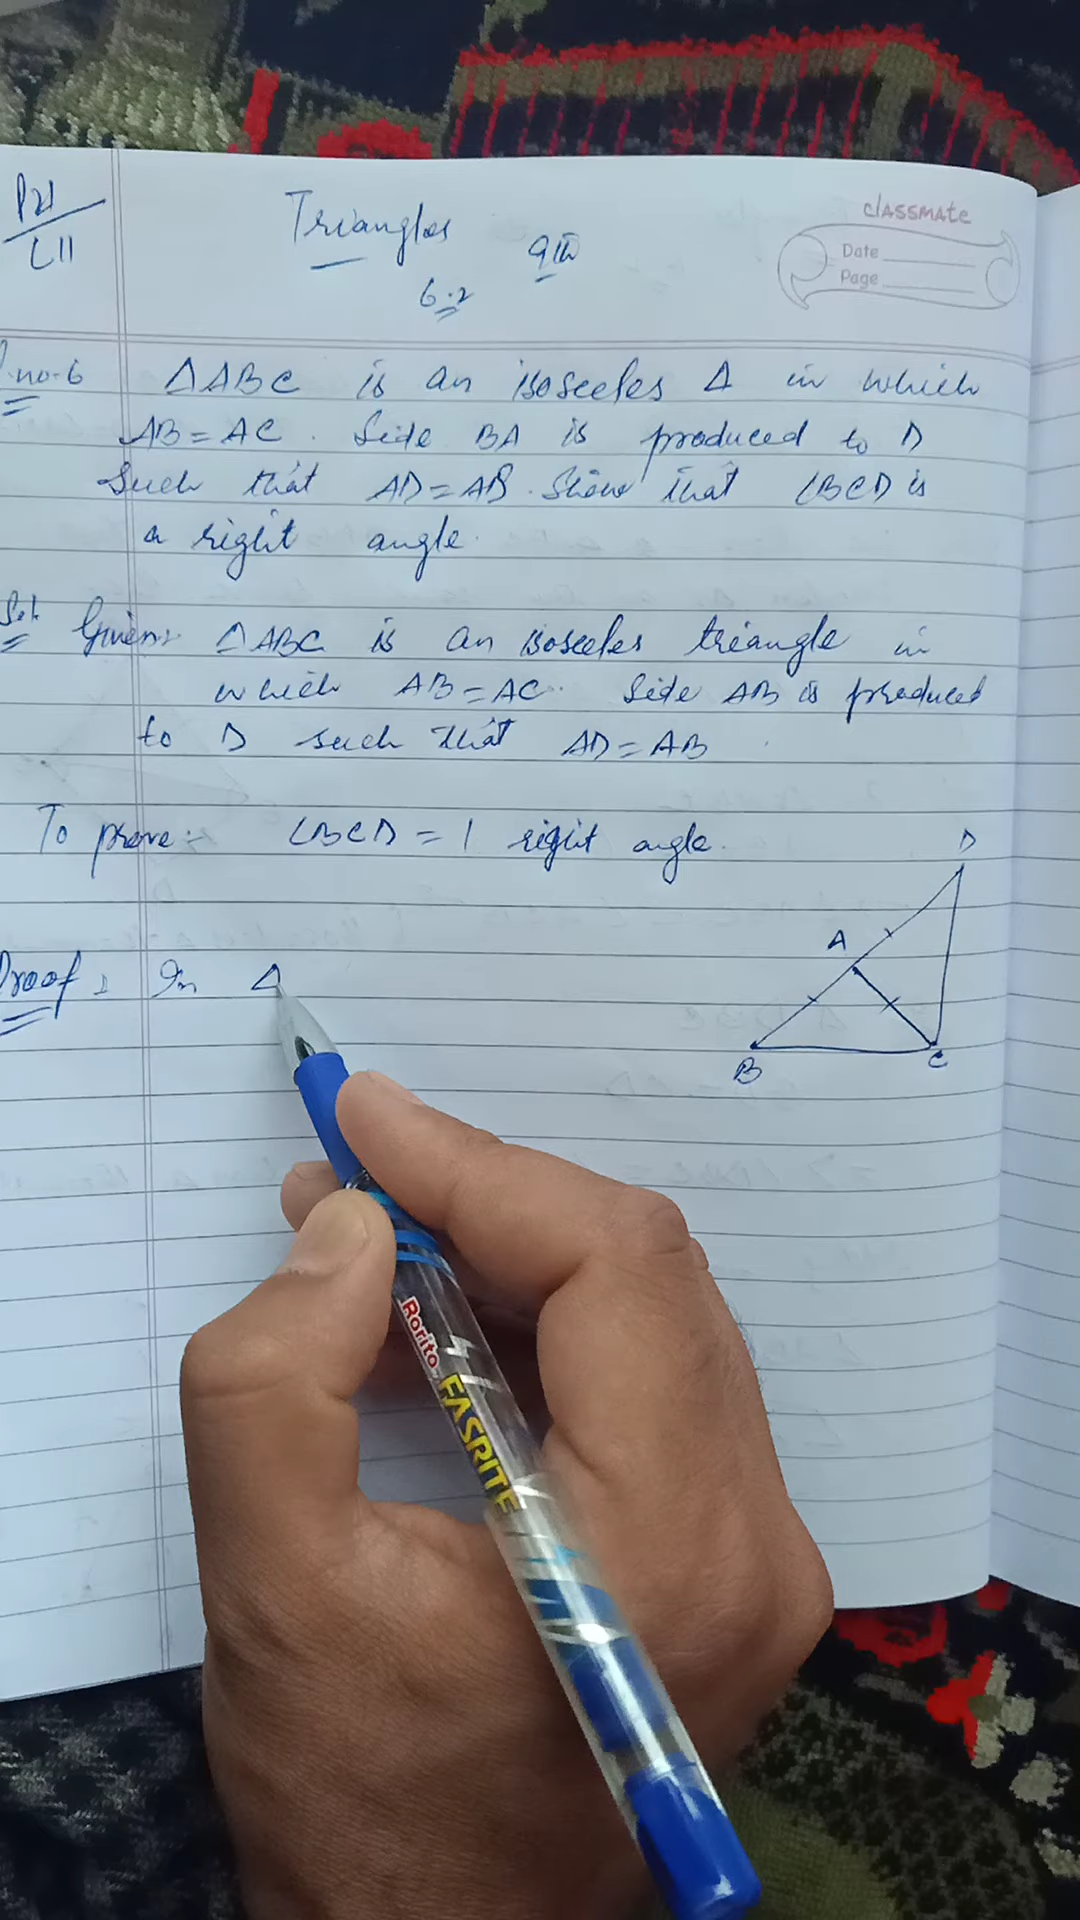 Triangles
9th
6.2
classmate
Date
Page
no.6 ΔABC is an isosceles Δ in which
AB = AC. Side BA is produced to D
such that AD = AB. Show that ∠BCD is
a right angle.
Sol. Given:- ΔABC is an isosceles triangle in
which AB = AC. Side AB is produced
to D such that AD = AB
To prove:- ∠BCD = 1 right angle.
D
A
B
C
Proof: In Δ
Rorito
FASRITE